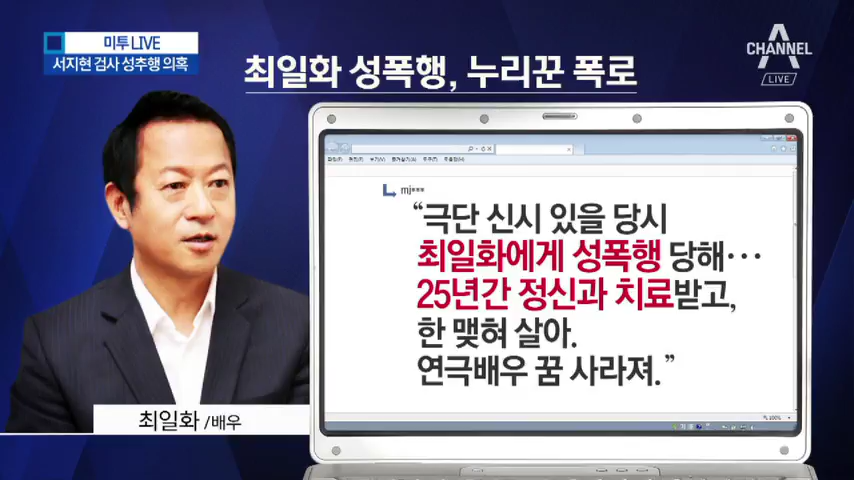 미투 LIVE
서지현 검사 성추행 의혹
최일화 성폭행, 누리꾼 폭로
CHANNEL A
LIVE
mj***
“극단 신시 있을 당시
최일화에게 성폭행 당해…
25년간 정신과 치료받고,
한 맺혀 살아.
연극배우 꿈 사라져.”
최일화 /배우